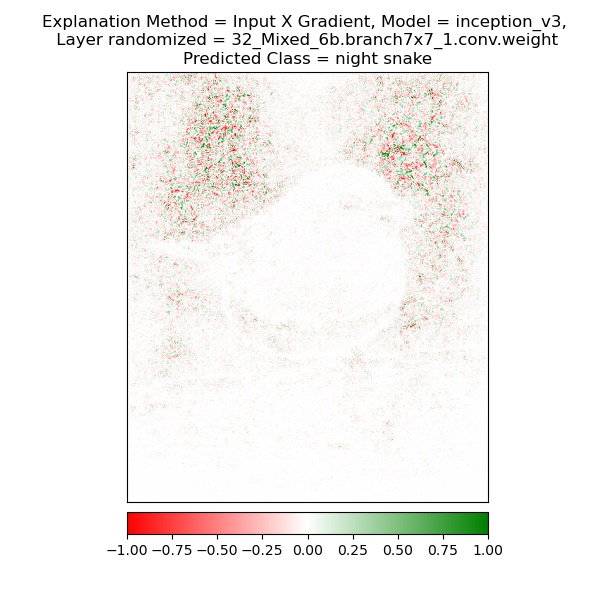 Explanation Method = Input X Gradient, Model = inception_v3,
Layer randomized = 32_Mixed_6b.branch7x7_1.conv.weight
Predicted Class = night snake
−1.00 −0.75 −0.50 −0.25 0.00 0.25 0.50 0.75 1.00